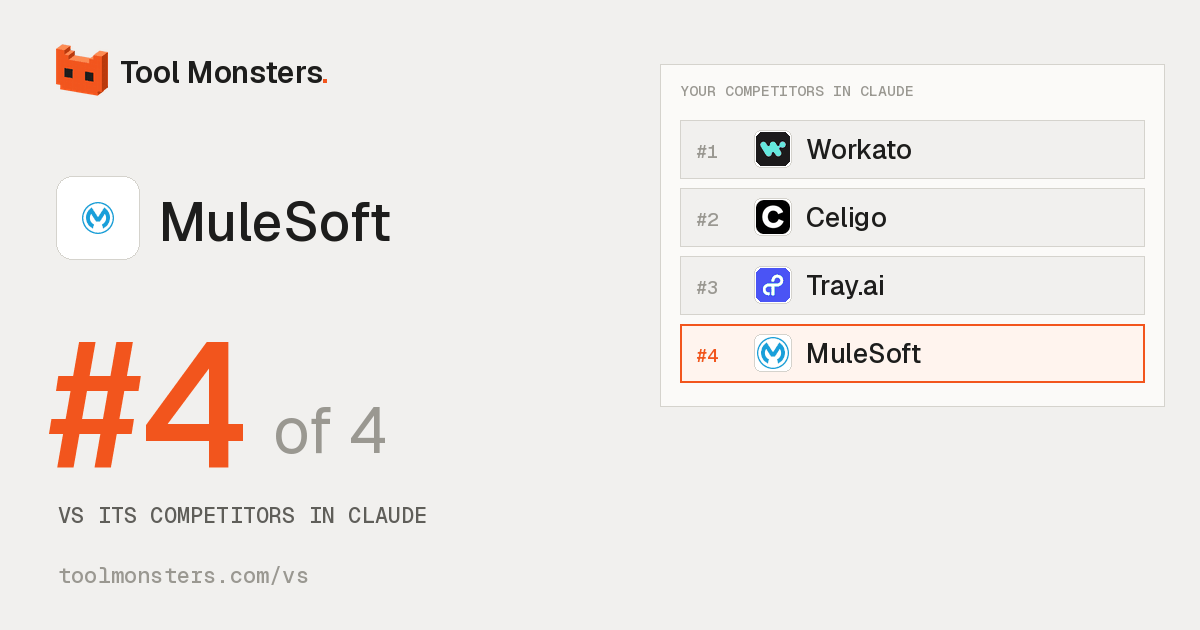 Tool Monsters.
MuleSoft
#4 of 4
VS ITS COMPETITORS IN CLAUDE
toolmonsters.com/vs
YOUR COMPETITORS IN CLAUDE
#1 Workato
#2 Celigo
#3 Tray.ai
#4 MuleSoft